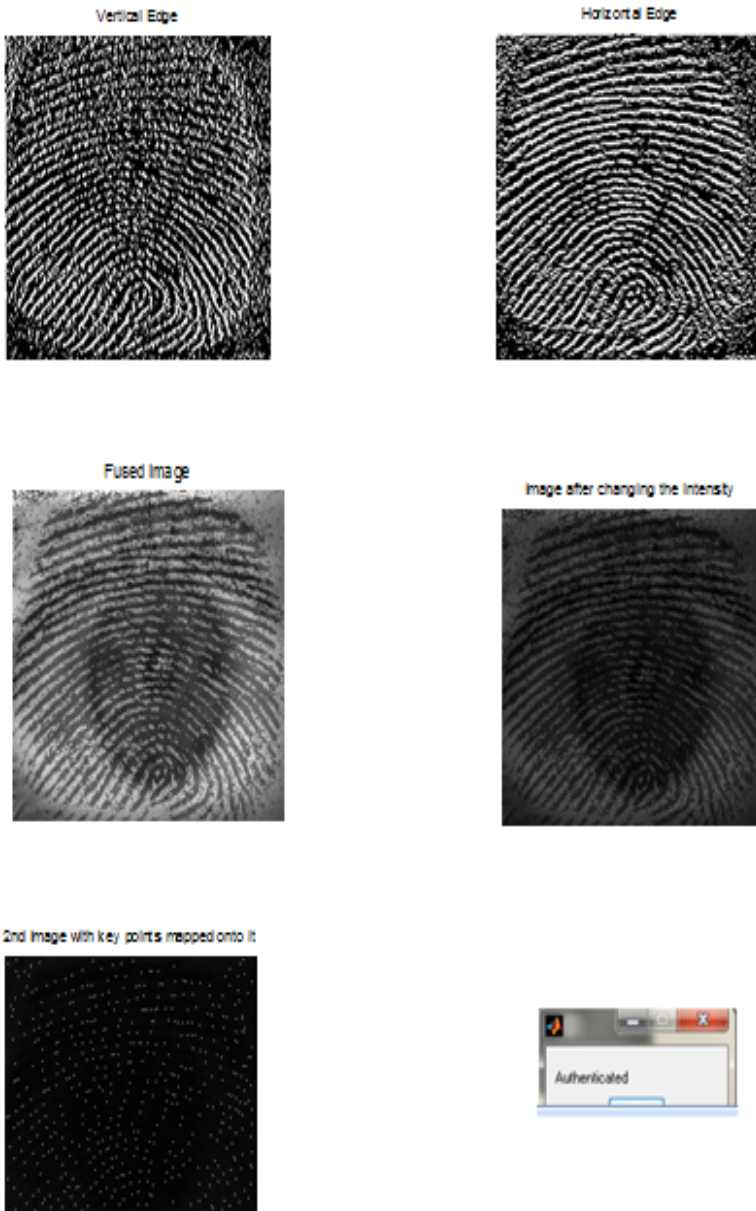 Vertical Edge
Horizontal Edge
Fused Image
Image after changing the Intensity
2nd Image with key points mapped onto it
Authenticated